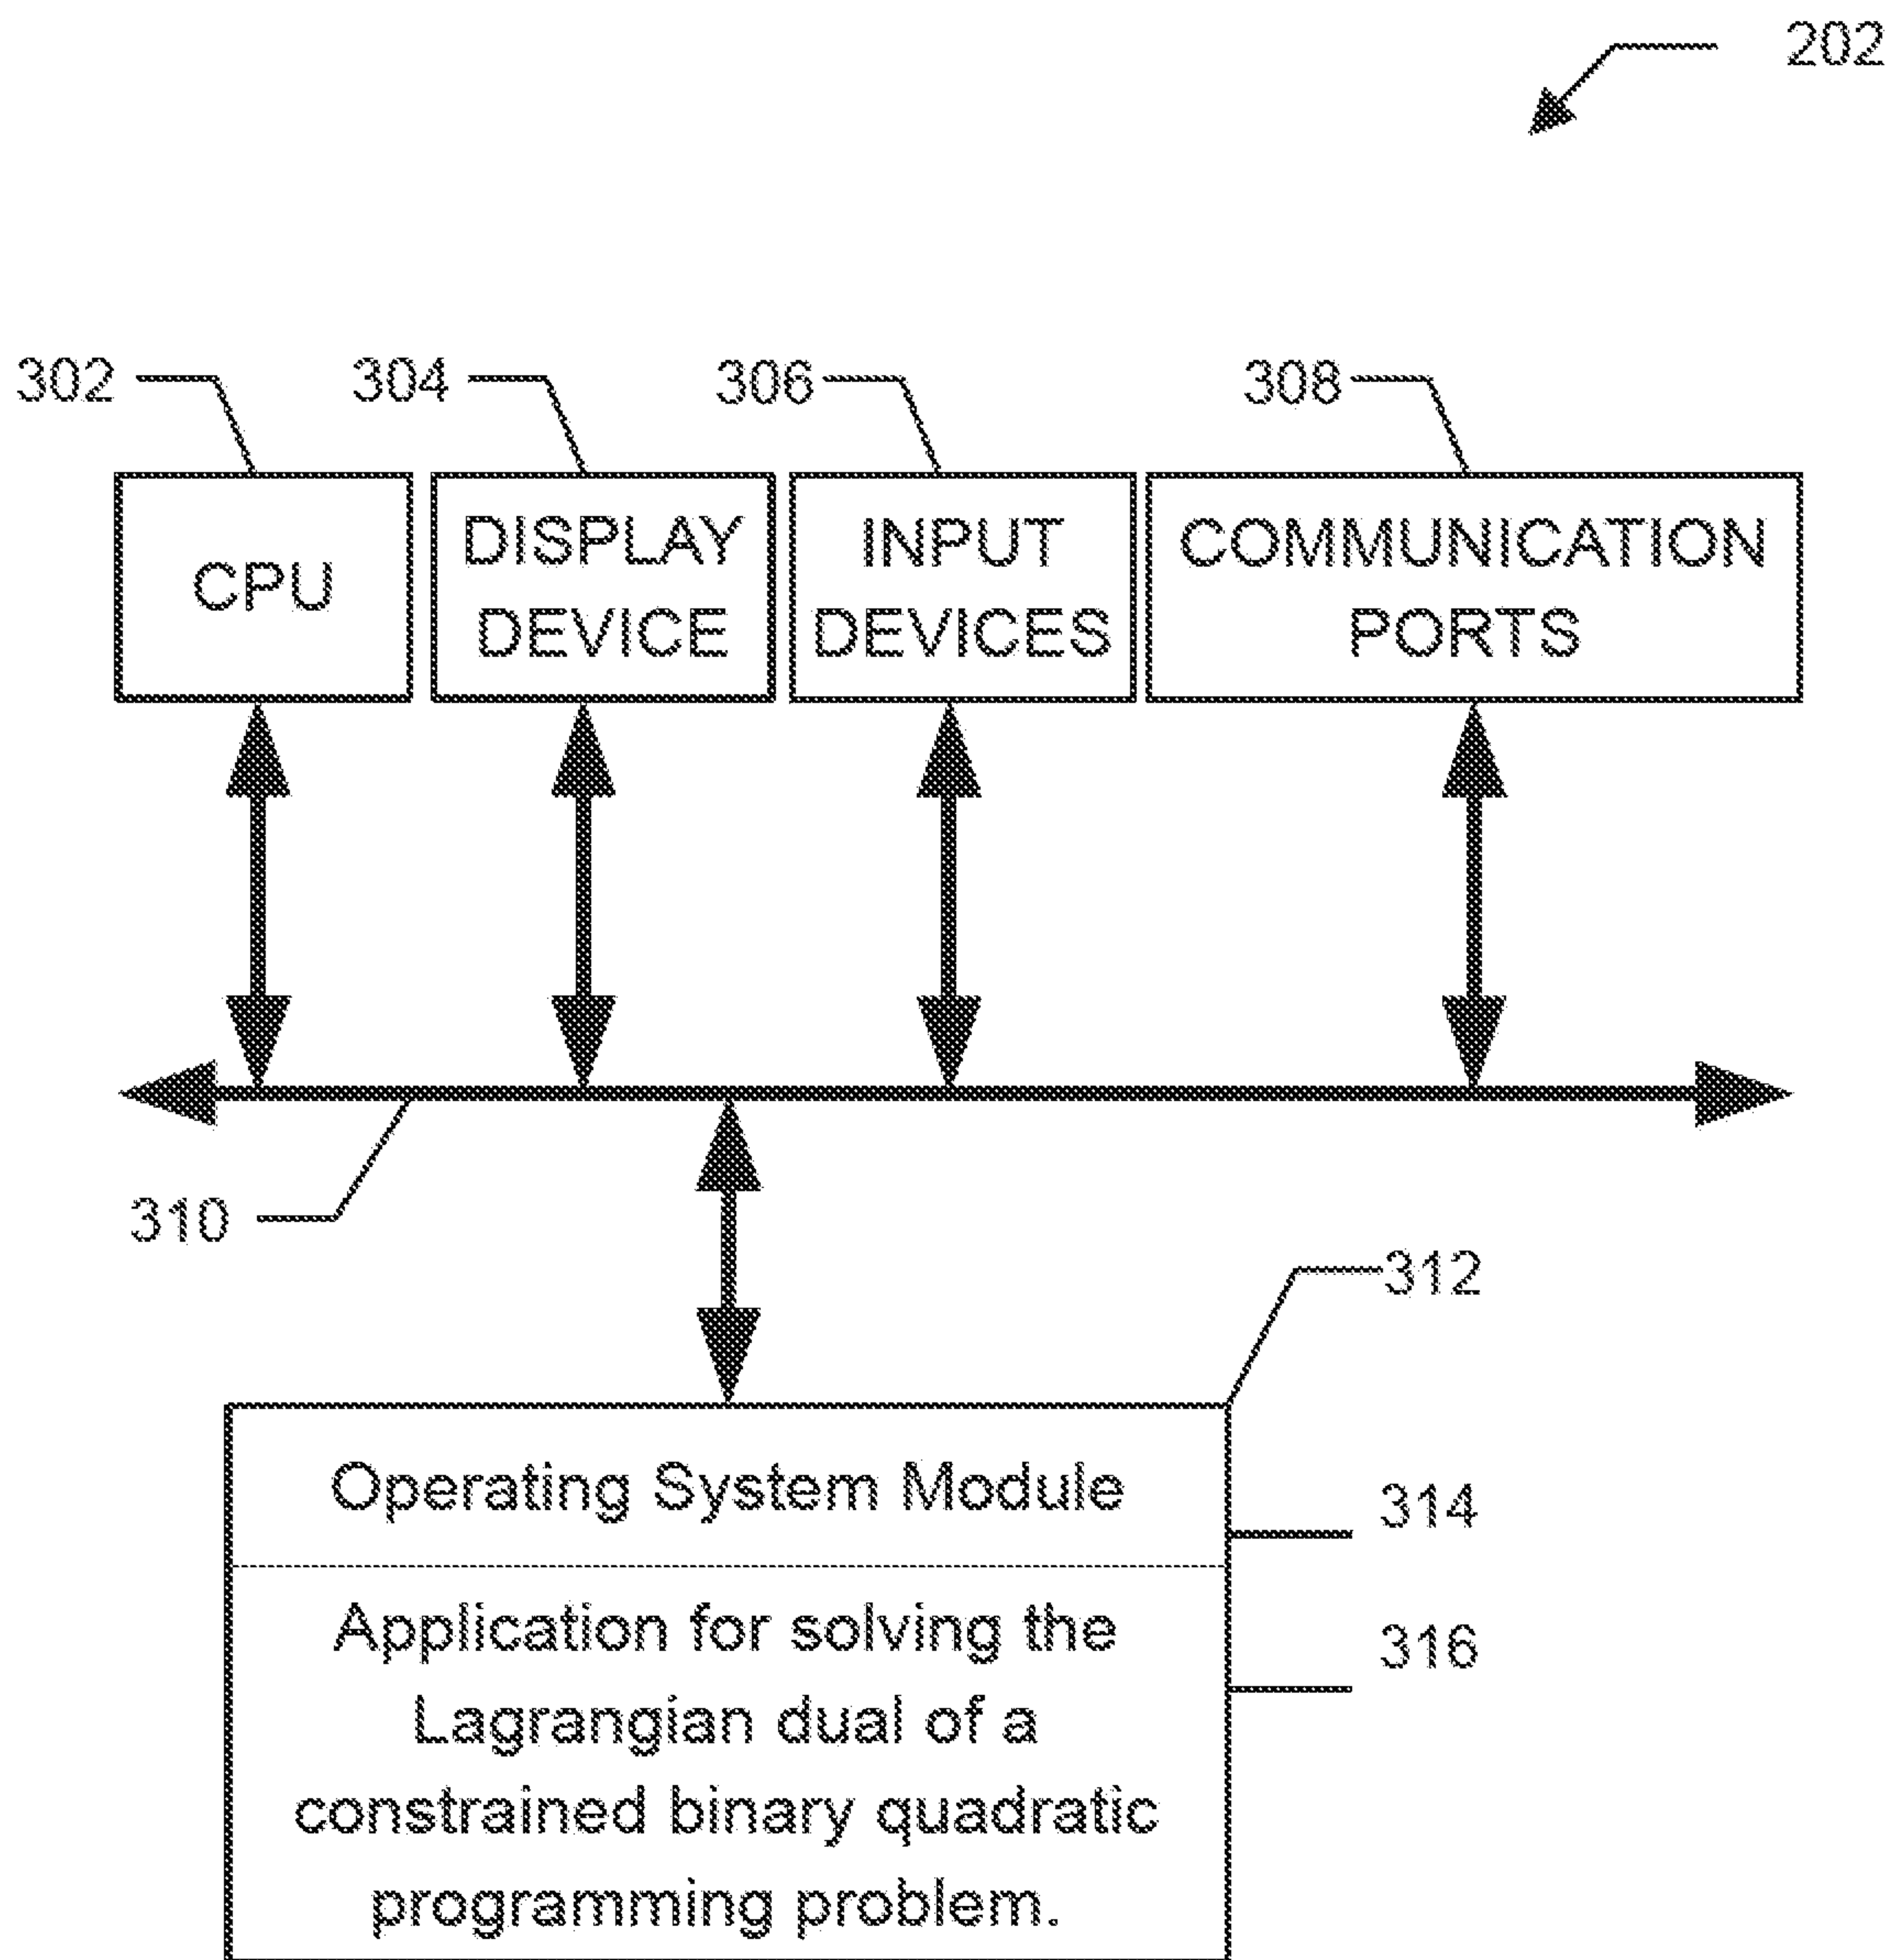 202
302
304
306
308
CPU
DISPLAY
DEVICE
INPUT
DEVICES
COMMUNICATION
PORTS
310
312
Operating System Module
314
Application for solving the
316
Lagrangian dual of a
constrained binary quadratic
programming problem.